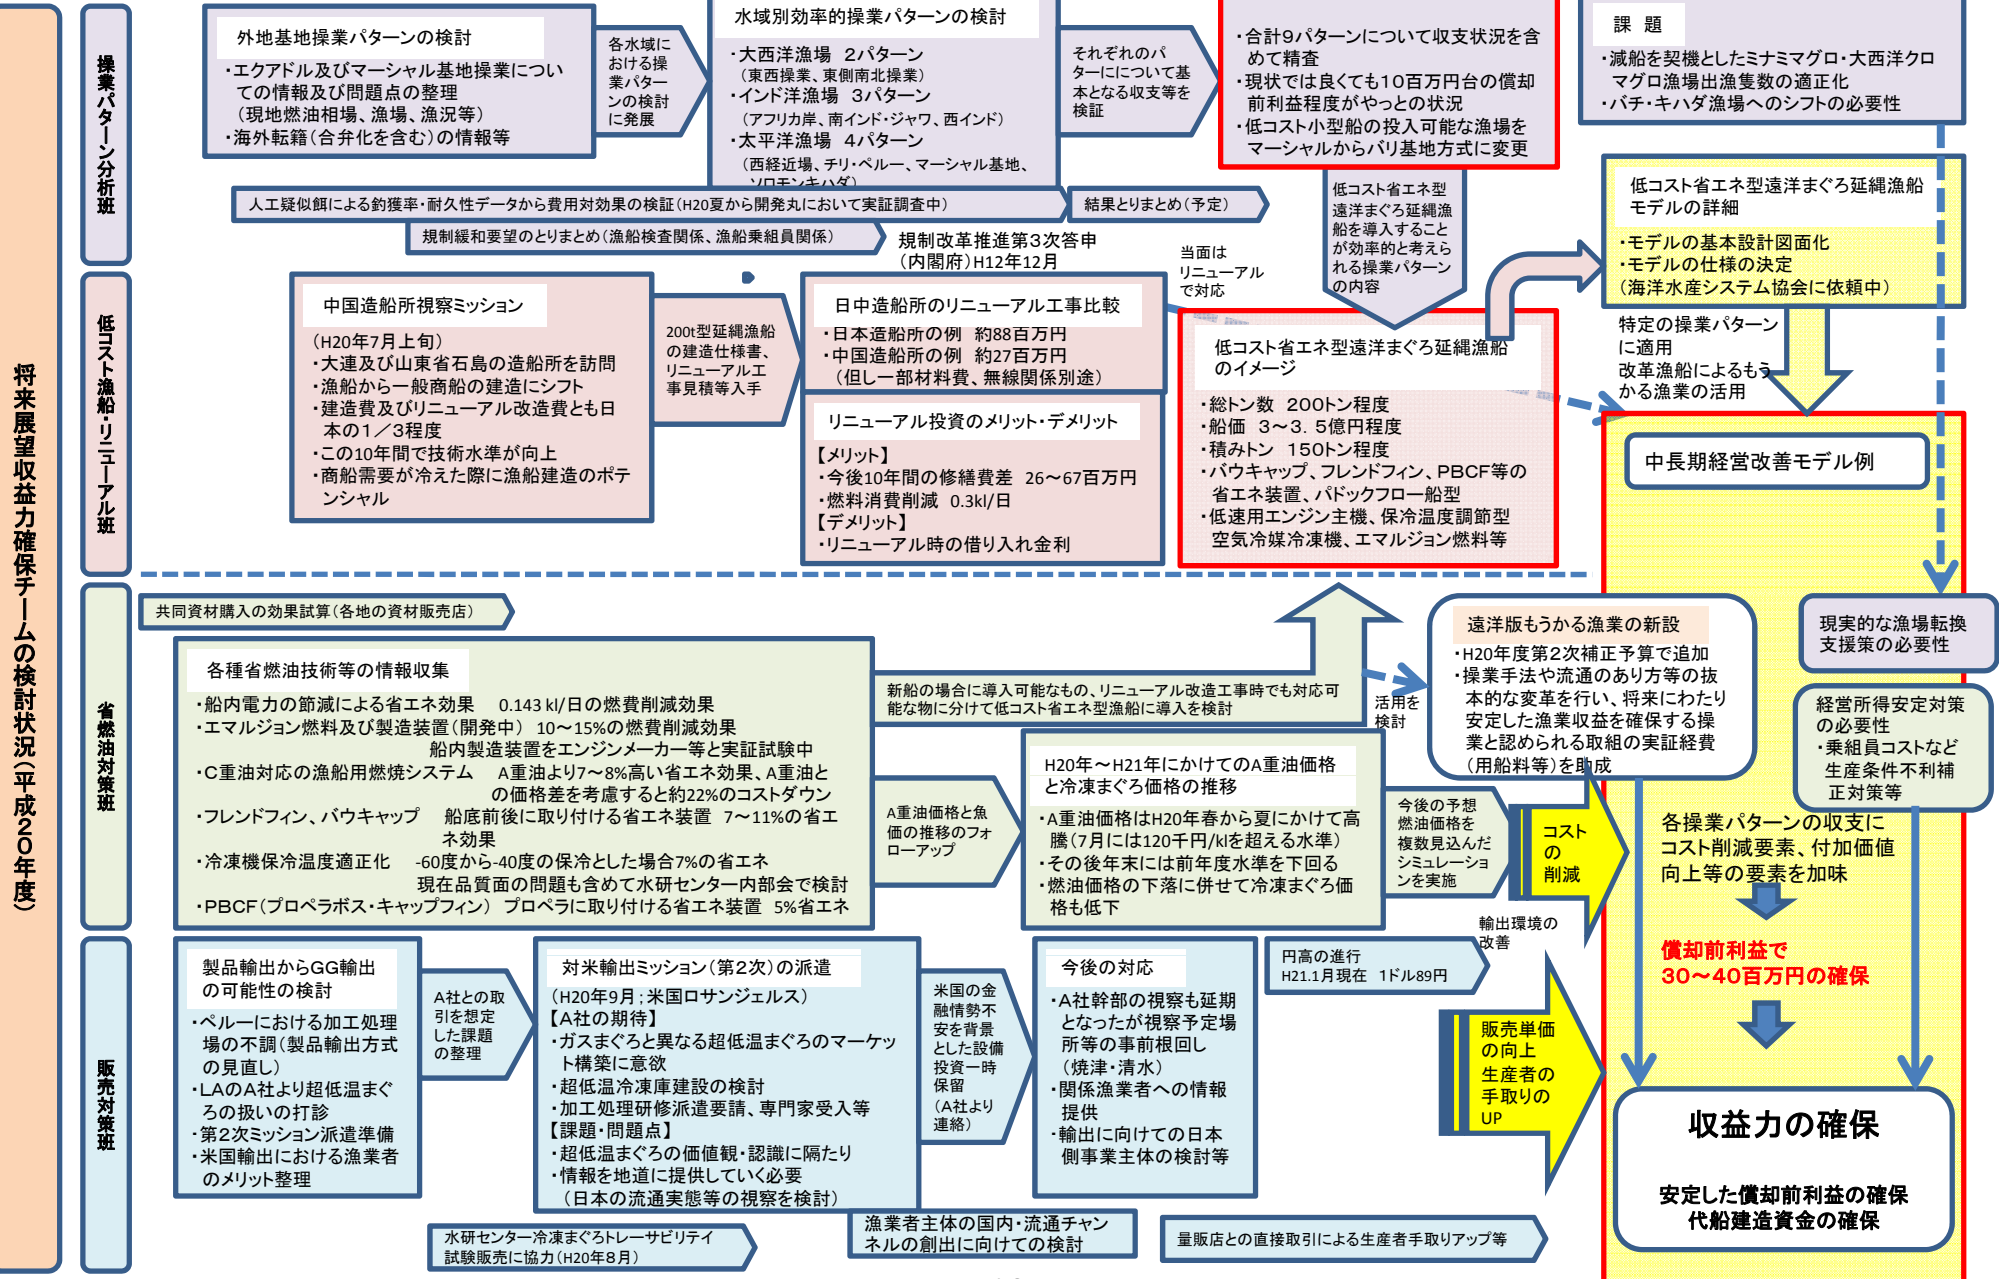 将来展望収益力確保チームの検討状況（平成２０年度）
操業パターン分析班
外地基地操業パターンの検討
・エクアドル及びマーシャル基地操業につい
ての情報及び問題点の整理
（現地燃油相場、漁場、漁況等）
・海外転籍（合弁化を含む）の情報等
各水域に
おける操
業パター
ンの検討
に発展
水域別効率的操業パターンの検討
・大西洋漁場　２パターン
（東西操業、東側南北操業）
・インド洋漁場　３パターン
（アフリカ岸、南インド・ジャワ、西インド）
・太平洋漁場　４パターン
（西経近場、チリ・ペルー、マーシャル基地、
ソロモンキハダ）
それぞれのパ
ターにについて基
本となる収支等を
検証
・合計９パターンについて収支状況を含
めて精査
・現状では良くても１０百万円台の償却
前利益程度がやっとの状況
・低コスト小型船の投入可能な漁場を
マーシャルからバリ基地方式に変更
課　題
・減船を契機としたミナミマグロ・大西洋クロ
マグロ漁場出漁隻数の適正化
・バチ・キハダ漁場へのシフトの必要性
人工疑似餌による釣獲率・耐久性データから費用対効果の検証（H20夏から開発丸において実証調査中）
結果とりまとめ（予定）
規制緩和要望のとりまとめ（漁船検査関係、漁船乗組員関係）
規制改革推進第３次答申
（内閣府）H12年12月
低コスト省エネ型
遠洋まぐろ延縄漁
船を導入すること
が効率的と考えら
れる操業パターン
の内容
低コスト省エネ型遠洋まぐろ延縄漁船
モデルの詳細
・モデルの基本設計図面化
・モデルの仕様の決定
（海洋水産システム協会に依頼中）
低コスト漁船・リニューアル班
中国造船所視察ミッション
（H20年７月上旬）
・大連及び山東省石島の造船所を訪問
・漁船から一般商船の建造にシフト
・建造費及びリニューアル改造費とも日
本の１／３程度
・この10年間で技術水準が向上
・商船需要が冷えた際に漁船建造のポテ
ンシャル
200t型延縄漁船
の建造仕様書、
リニューアル工
事見積等入手
日中造船所のリニューアル工事比較
・日本造船所の例　約88百万円
・中国造船所の例　約27百万円
（但し一部材料費、無線関係別途）
リニューアル投資のメリット・デメリット
【メリット】
・今後10年間の修繕費差　26～67百万円
・燃料消費削減　0.3kl/日
【デメリット】
・リニューアル時の借り入れ金利
当面は
リニューアル
で対応
低コスト省エネ型遠洋まぐろ延縄漁船
のイメージ
・総トン数　２００トン程度
・船価　３～３．５億円程度
・積みトン　１５０トン程度
・バウキャップ、フレンドフィン、ＰＢＣＦ等の
省エネ装置、パドックフロー船型
・低速用エンジン主機、保冷温度調節型
空気冷媒冷凍機、エマルジョン燃料等
特定の操業パターン
に適用
改革漁船によるもう
かる漁業の活用
中長期経営改善モデル例
省燃油対策班
共同資材購入の効果試算（各地の資材販売店）
各種省燃油技術等の情報収集
・船内電力の節減による省エネ効果　0.143 kl/日の燃費削減効果
・エマルジョン燃料及び製造装置（開発中）　10～15%の燃費削減効果
船内製造装置をエンジンメーカー等と実証試験中
・Ｃ重油対応の漁船用燃焼システム　Ａ重油より7～8%高い省エネ効果、Ａ重油と
の価格差を考慮すると約22%のコストダウン
・フレンドフィン、バウキャップ　船底前後に取り付ける省エネ装置　7～11%の省エ
ネ効果
・冷凍機保冷温度適正化　-60度から-40度の保冷とした場合7%の省エネ
現在品質面の問題も含めて水研センター内部会で検討
・ＰＢＣＦ（プロペラボス・キャップフィン）　プロペラに取り付ける省エネ装置　5%省エネ
新船の場合に導入可能なもの、リニューアル改造工事時でも対応可
能な物に分けて低コスト省エネ型漁船に導入を検討
活用を
検討
遠洋版もうかる漁業の新設
・H20年度第２次補正予算で追加
・操業手法や流通のあり方等の抜
本的な変革を行い、将来にわたり
安定した漁業収益を確保する操
業と認められる取組の実証経費
（用船料等）を助成
現実的な漁場転換
支援策の必要性
経営所得安定対策
の必要性
・乗組員コストなど
生産条件不利補
正対策等
A重油価格と魚
価の推移のフォ
ローアップ
H20年～H21年にかけてのＡ重油価格
と冷凍まぐろ価格の推移
・Ａ重油価格はH20年春から夏にかけて高
騰（7月には120千円/klを超える水準）
・その後年末には前年度水準を下回る
・燃油価格の下落に併せて冷凍まぐろ価
格も低下
今後の予想
燃油価格を
複数見込んだ
シミュレーショ
ンを実施
コスト
の
削減
各操業パターンの収支に
コスト削減要素、付加価値
向上等の要素を加味
償却前利益で
３０～４０百万円の確保
販売対策班
製品輸出からGG輸出
の可能性の検討
・ペルーにおける加工処理
場の不調（製品輸出方式
の見直し）
・LAのＡ社より超低温まぐ
ろの扱いの打診
・第２次ミッション派遣準備
・米国輸出における漁業者
のメリット整理
A社との取
引を想定
した課題
の整理
対米輸出ミッション（第２次）の派遣
（H20年9月；米国ロサンジェルス）
【Ａ社の期待】
・ガスまぐろと異なる超低温まぐろのマーケッ
ト構築に意欲
・超低温冷凍庫建設の検討
・加工処理研修派遣要請、専門家受入等
【課題・問題点】
・超低温まぐろの価値観・認識に隔たり
・情報を地道に提供していく必要
（日本の流通実態等の視察を検討）
米国の金
融情勢不
安を背景
とした設備
投資一時
保留
（A社より
連絡）
今後の対応
・Ａ社幹部の視察も延期
となったが視察予定場
所等の事前根回し
（焼津・清水）
・関係漁業者への情報
提供
・輸出に向けての日本
側事業主体の検討等
円高の進行
H21.1月現在　1ドル89円
輸出環境の
改善
販売単価
の向上
生産者の
手取りの
UP
収益力の確保
安定した償却前利益の確保
代船建造資金の確保
水研センター冷凍まぐろトレーサビリテイ
試験販売に協力（H20年８月）
漁業者主体の国内・流通チャン
ネルの創出に向けての検討
量販店との直接取引による生産者手取りアップ等